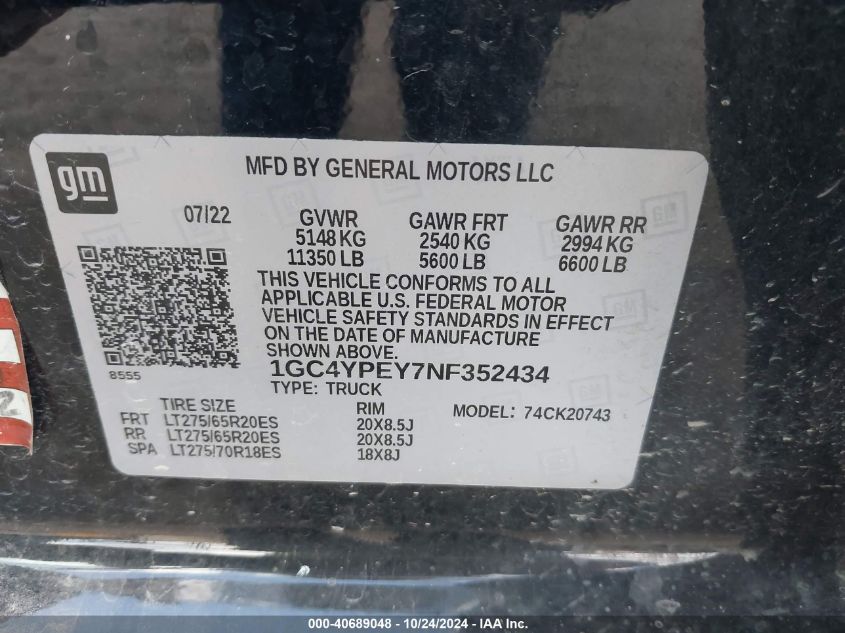 gm
MFD BY GENERAL MOTORS LLC
07/22
GVWR GAWR FRT GAWR RR
5148 KG 2540 KG 2994 KG
11350 LB 5600 LB 6600 LB
THIS VEHICLE CONFORMS TO ALL
APPLICABLE U.S. FEDERAL MOTOR
VEHICLE SAFETY STANDARDS IN EFFECT
ON THE DATE OF MANUFACTURE
SHOWN ABOVE.
8555
1GC4YPEY7NF352434
TYPE: TRUCK
TIRE SIZE RIM MODEL: 74CK20743
FRT LT275/65R20ES 20X8.5J
RR LT275/65R20ES 20X8.5J
SPA LT275/70R18ES 18X8J
2
000-40689048 - 10/24/2024 - IAAI.com